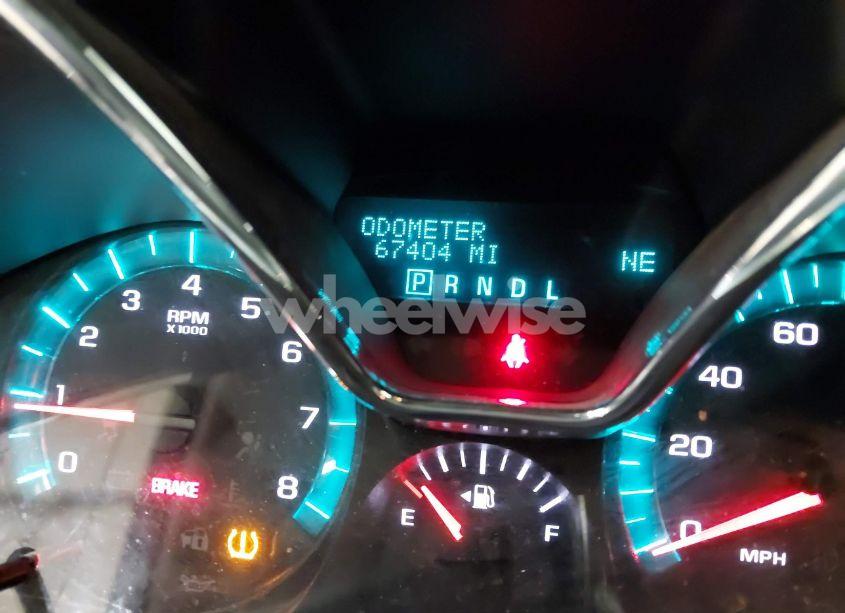 ODOMETER
67404 MI
NE
P R N D L
wheelwise
0 1 2 3 4 5 6 7 8
RPM
X 1000
BRAKE
E F
0 20 40 60
MPH